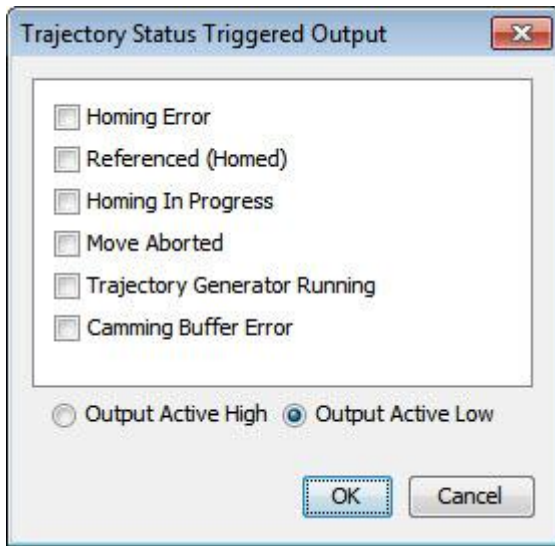 Trajectory Status Triggered Output
Homing Error
Referenced (Homed)
Homing In Progress
Move Aborted
Trajectory Generator Running
Camming Buffer Error
Output Active High Output Active Low
OK Cancel